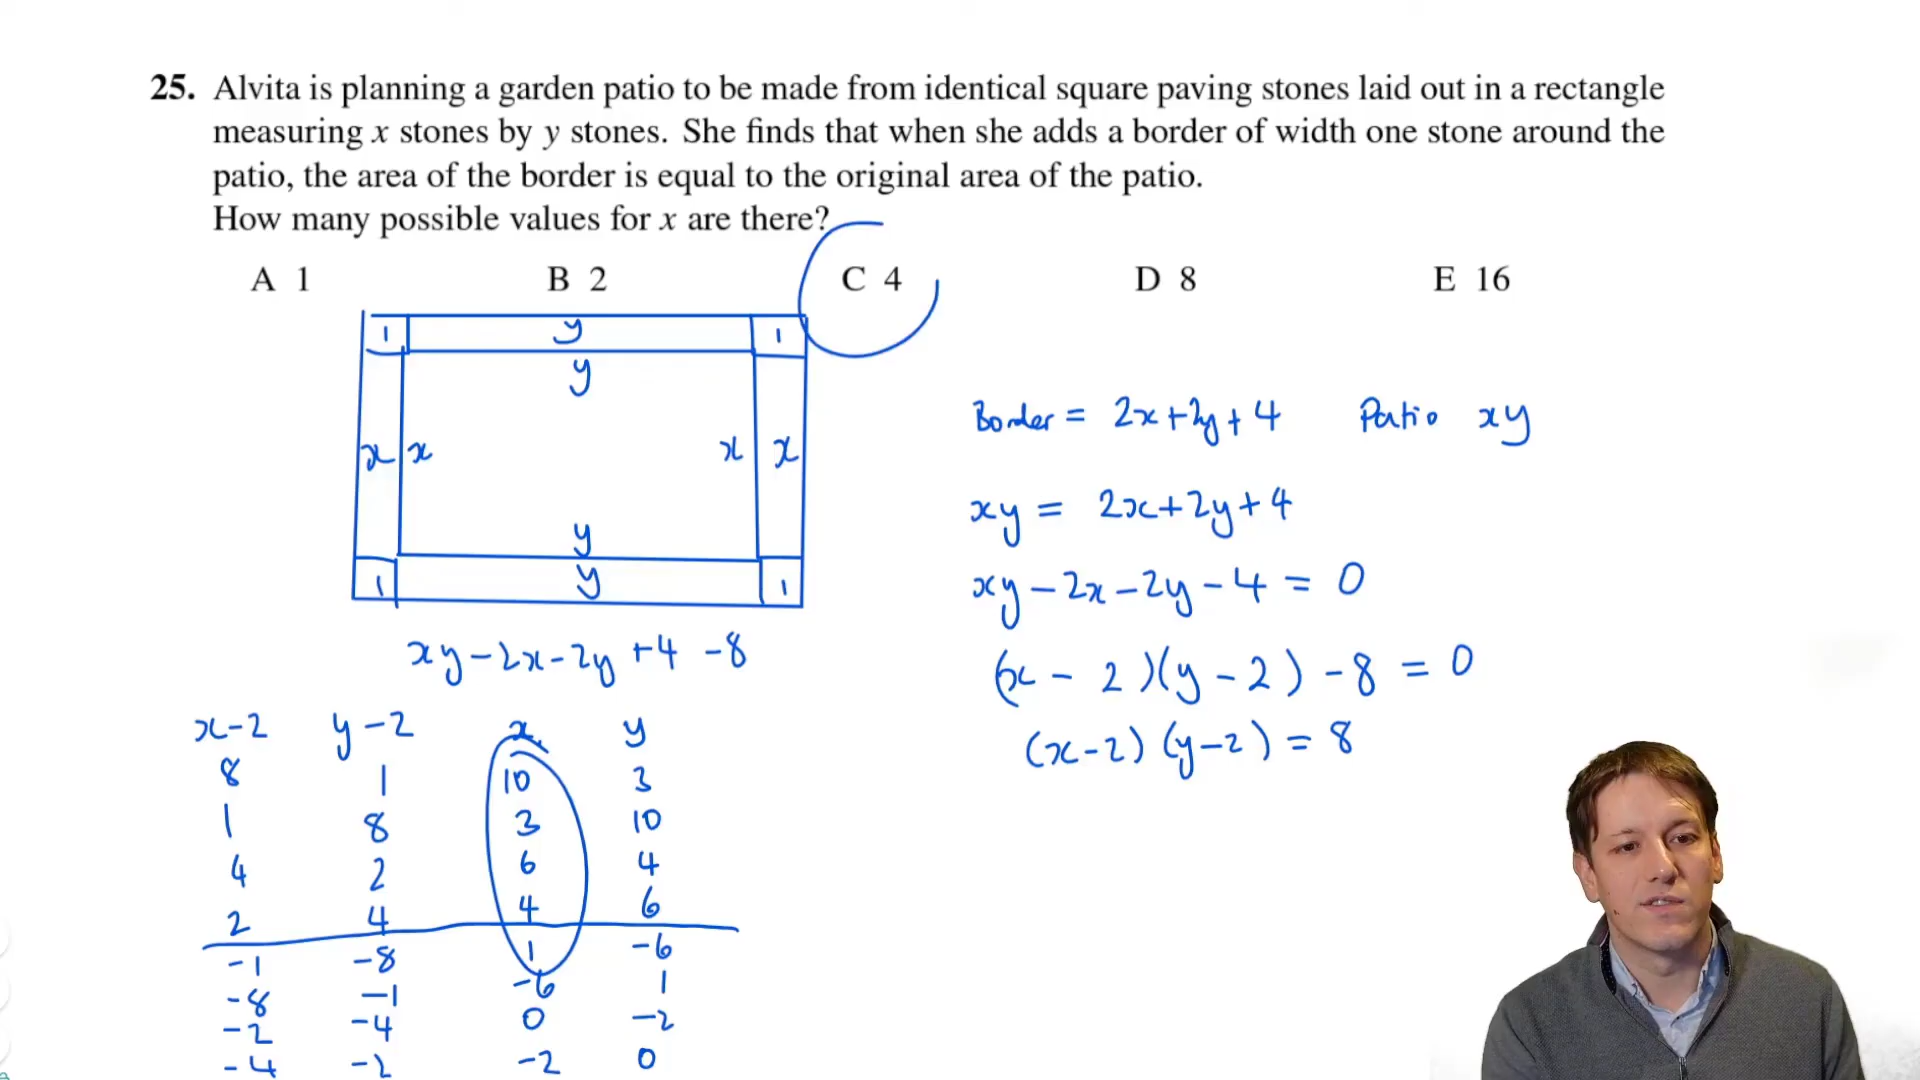 25. Alvita is planning a garden patio to be made from identical square paving stones laid out in a rectangle
measuring x stones by y stones. She finds that when she adds a border of width one stone around the
patio, the area of the border is equal to the original area of the patio.
How many possible values for x are there?
A 1 B 2 C 4 D 8 E 16
1 y 1
y
x x x x
y
1 y 1
xy - 2x - 2y + 4 - 8
Border = 2x + 2y + 4 Patio xy
xy = 2x + 2y + 4
xy - 2x - 2y - 4 = 0
(x - 2)(y - 2) - 8 = 0
(x - 2)(y - 2) = 8
x - 2 y - 2 x y
8 1 10 3
1 8 3 10
4 2 6 4
2 4 4 6
-1 -8 1 -6
-8 -1 -6 1
-2 -4 0 -2
-4 -2 -2 0